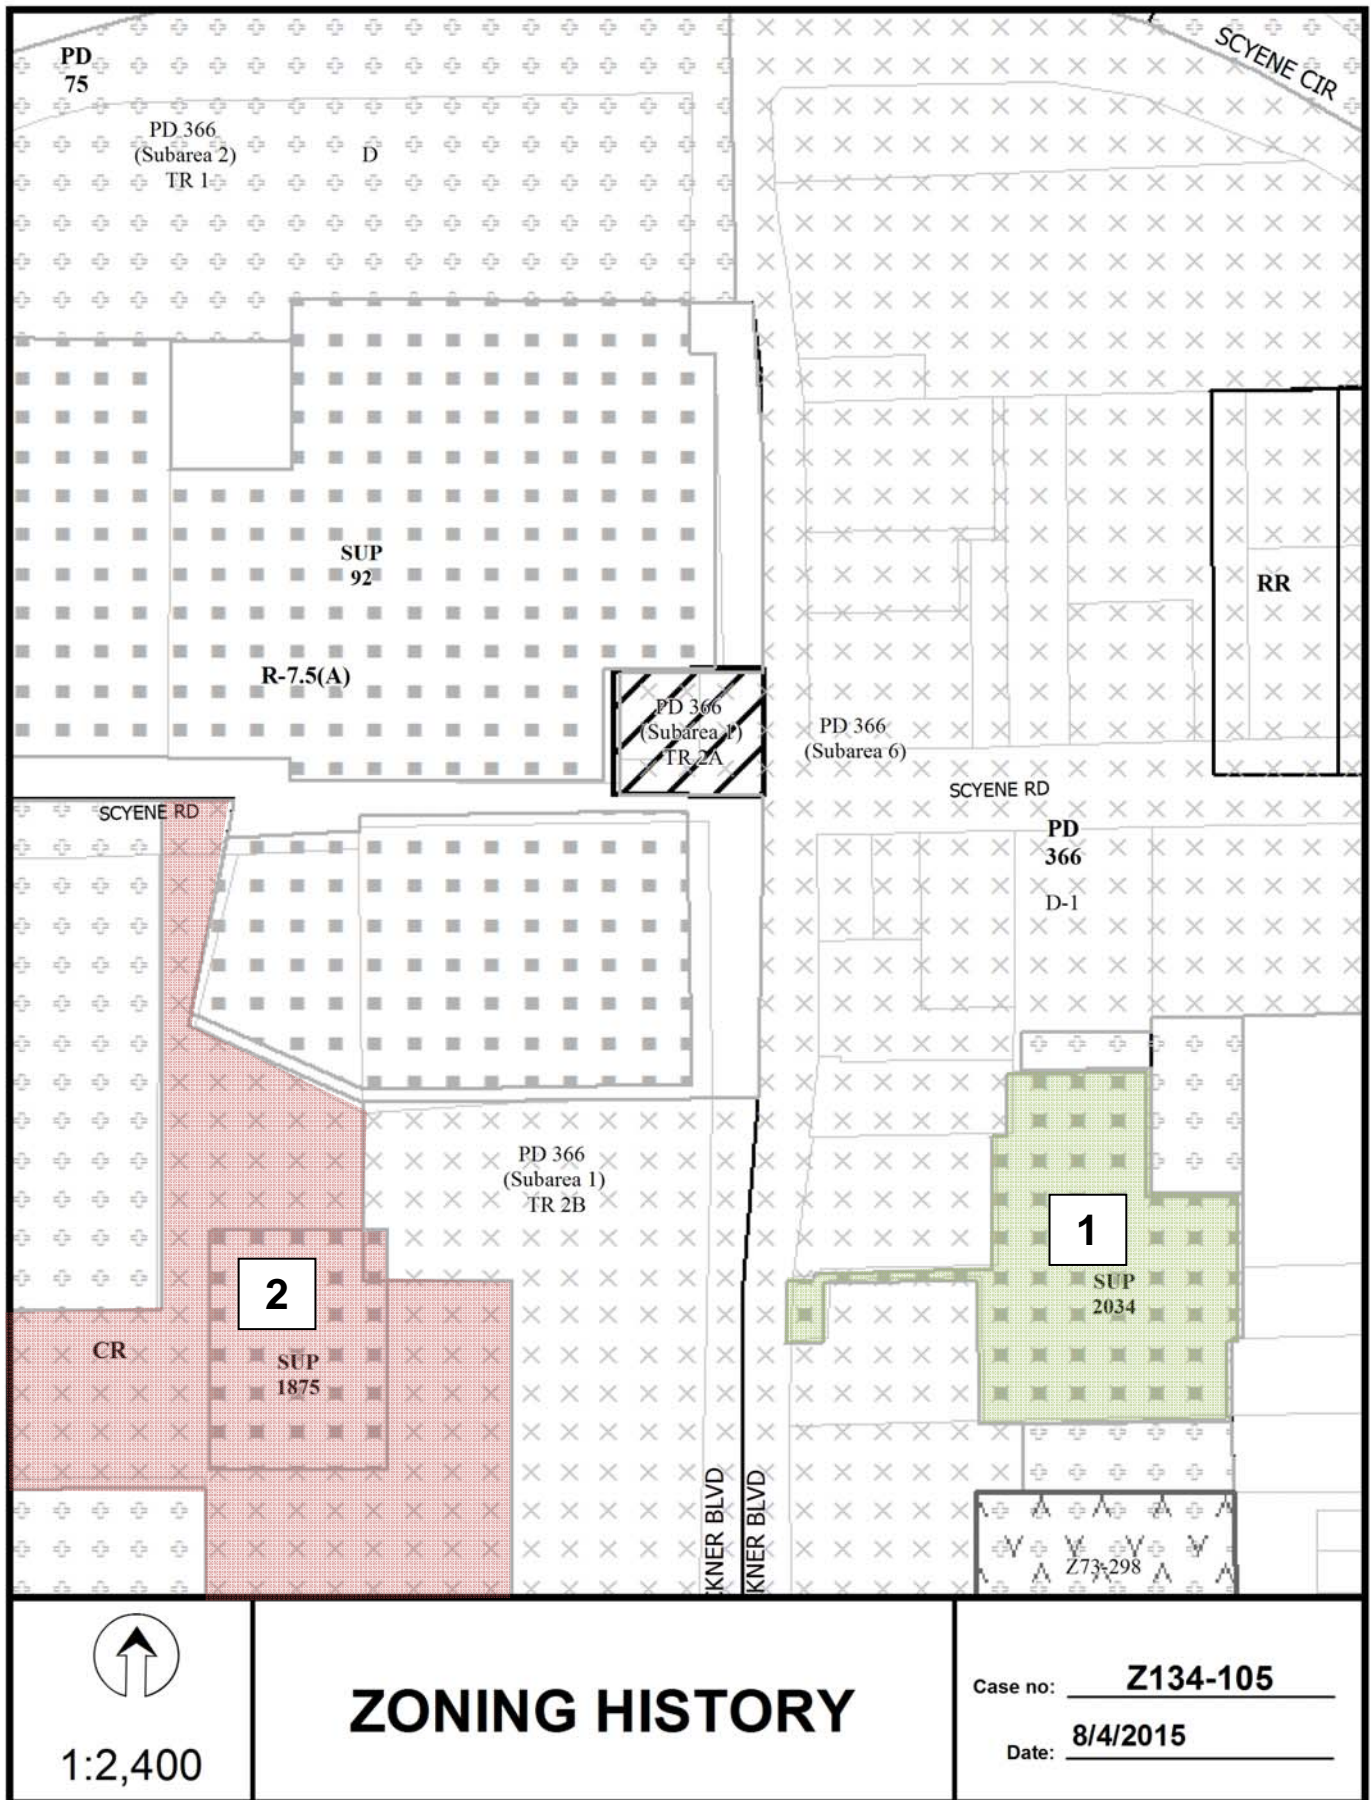 SCYENE CIR
PD
75
PD 366
(Subarea 2)
TR 1
D
SUP
92
RR
R-7.5(A)
PD 366
(Subarea 1)
TR 2A
PD 366
(Subarea 6)
SCYENE RD
SCYENE RD
PD
366
D-1
PD 366
(Subarea 1)
TR 2B
1
SUP
2034
2
CR
SUP
1875
KNER BLVD
KNER BLVD
Z73-298
1:2,400
ZONING HISTORY
Case no: Z134-105
Date: 8/4/2015